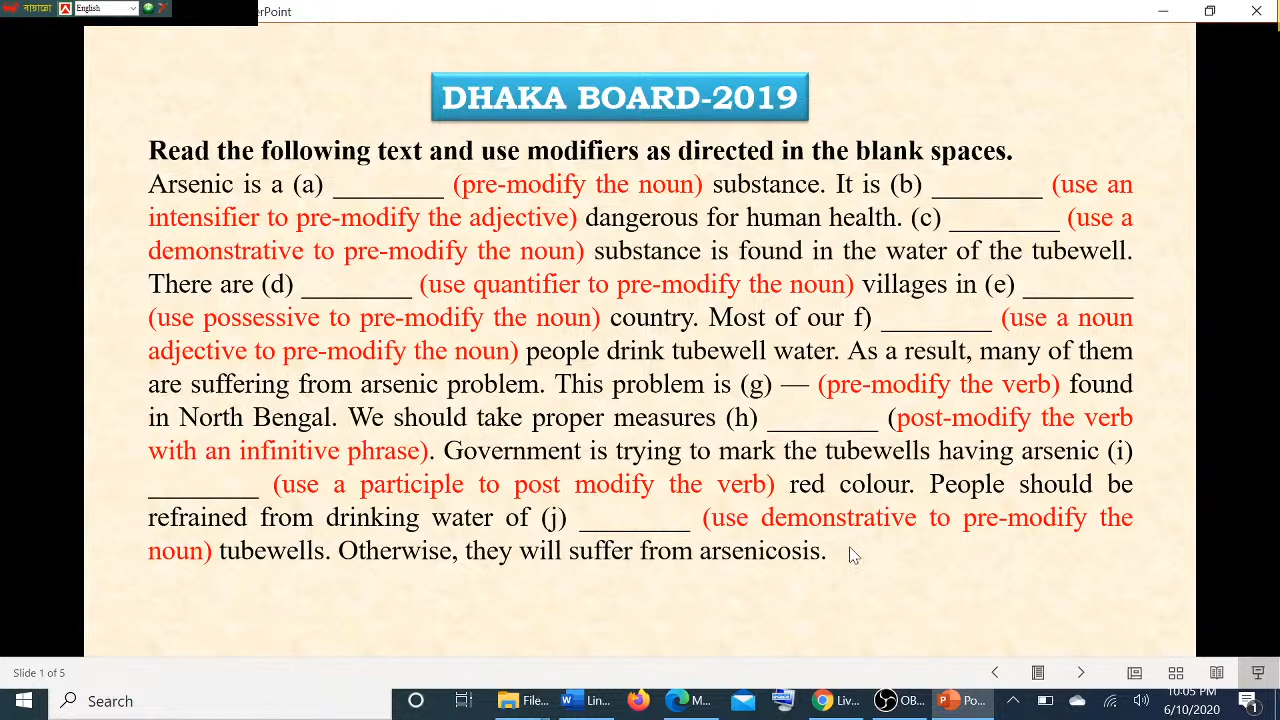 বাংলা English
PowerPoint
DHAKA BOARD-2019
Read the following text and use modifiers as directed in the blank spaces.
Arsenic is a (a) ________ (pre-modify the noun) substance. It is (b) ________ (use an
intensifier to pre-modify the adjective) dangerous for human health. (c) ________ (use a
demonstrative to pre-modify the noun) substance is found in the water of the tubewell.
There are (d) ________ (use quantifier to pre-modify the noun) villages in (e) ________
(use possessive to pre-modify the noun) country. Most of our f) ________ (use a noun
adjective to pre-modify the noun) people drink tubewell water. As a result, many of them
are suffering from arsenic problem. This problem is (g) — (pre-modify the verb) found
in North Bengal. We should take proper measures (h) ________ (post-modify the verb
with an infinitive phrase). Government is trying to mark the tubewells having arsenic (i)
________ (use a participle to post modify the verb) red colour. People should be
refrained from drinking water of (j) ________ (use demonstrative to pre-modify the
noun) tubewells. Otherwise, they will suffer from arsenicosis.
Slide 1 of 5
Search File... Lin... M... Liv... OB... Po... 10:05 PM
6/10/2020 1